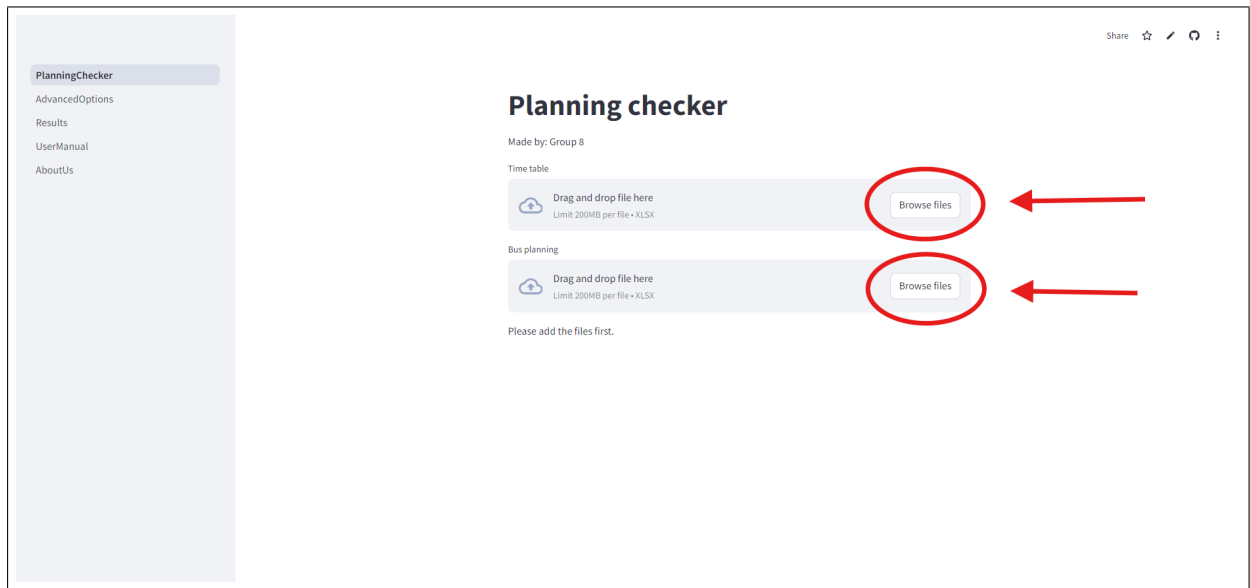 Share
PlanningChecker
AdvancedOptions
Results
UserManual
AboutUs
Planning checker
Made by: Group 8
Time table
Drag and drop file here
Limit 200MB per file • XLSX
Browse files
Bus planning
Drag and drop file here
Limit 200MB per file • XLSX
Browse files
Please add the files first.